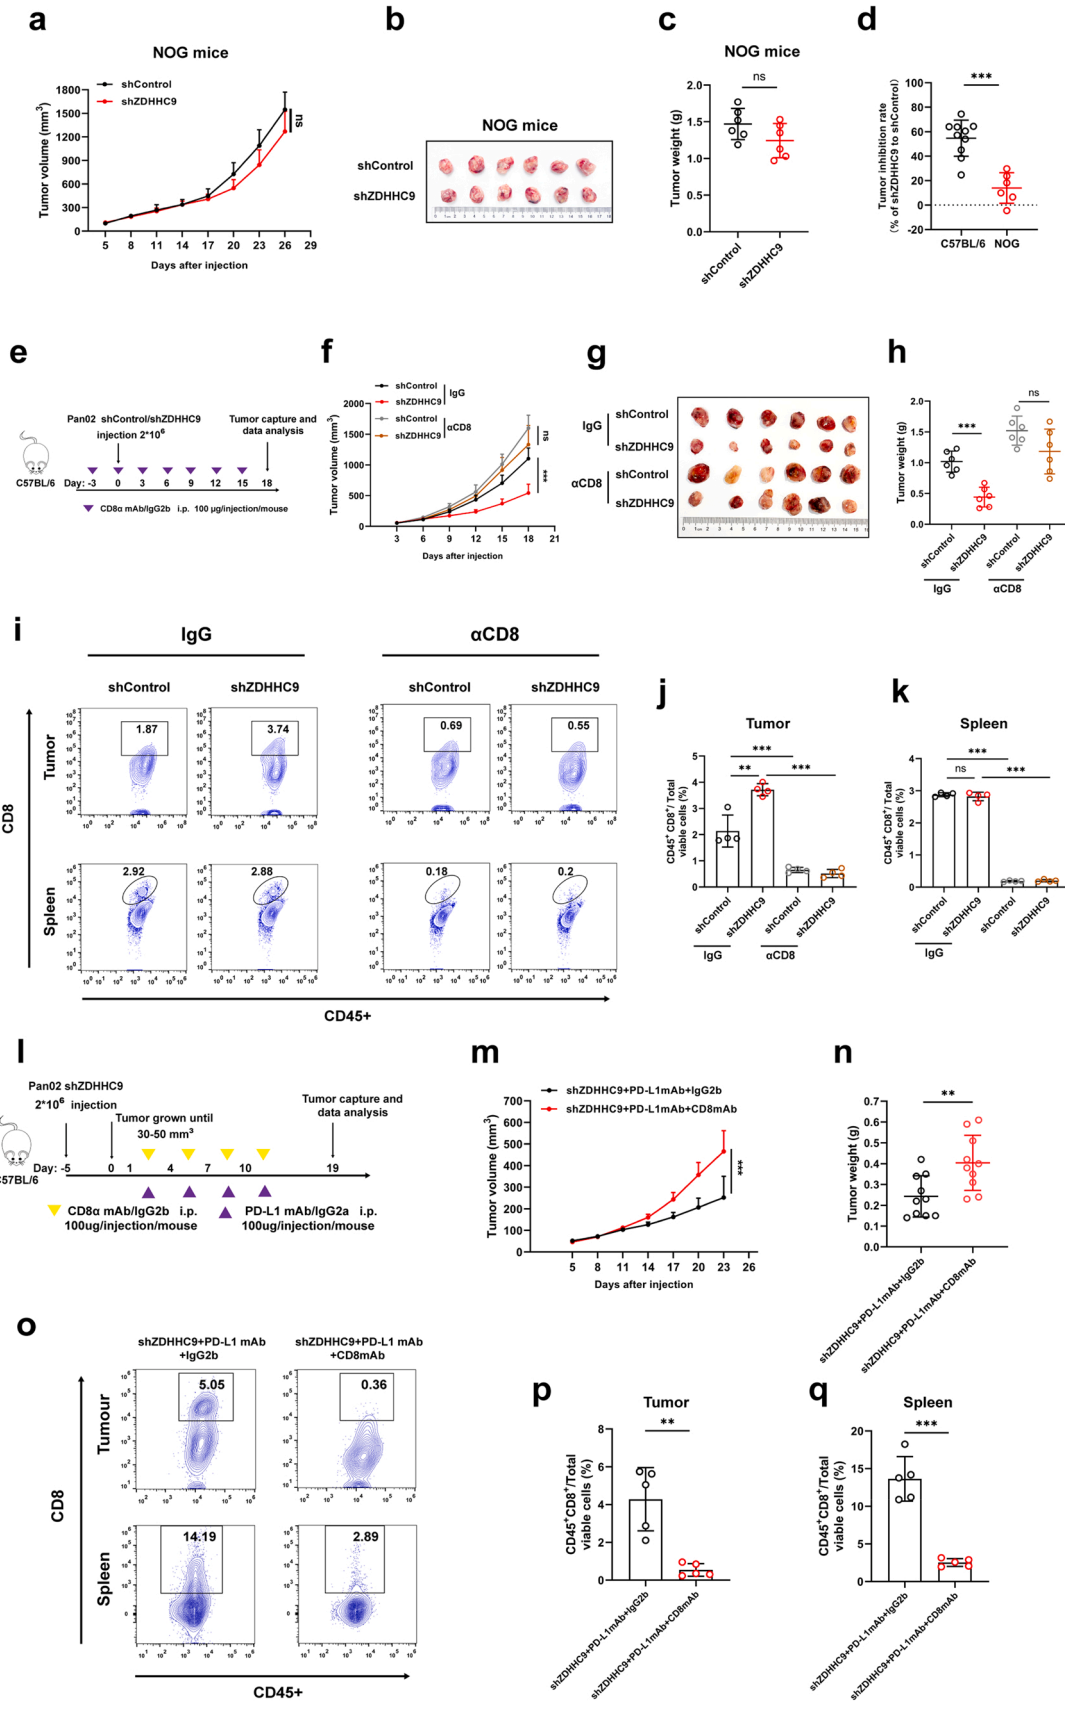 a
NOG mice
shControl
shZDHHC9
Tumor volume (mm³)
1800
1500
1200
900
600
300
0
ns
5 8 11 14 17 20 23 26 29
Days after injection
b
NOG mice
shControl
shZDHHC9
c
NOG mice
ns
Tumor weight (g)
2.0
1.5
1.0
0.5
0.0
shControl
shZDHHC9
d
***
Tumor inhibition rate
(% of shZDHHC9 to shControl)
100
80
60
40
20
0
-20
C57BL/6 NOG
e
Pan02 shControl/shZDHHC9
injection 2*10⁶
Tumor capture and
data analysis
C57BL/6
Day: -3 0 3 6 9 12 15 18
CD8α mAb/IgG2b i.p. 100 μg/injection/mouse
f
shControl
shZDHHC9
IgG
shControl
shZDHHC9
αCD8
Tumor volume (mm³)
2000
1500
1000
500
0
ns
***
3 6 9 12 15 18 21
Days after injection
g
IgG
shControl
shZDHHC9
αCD8
shControl
shZDHHC9
h
ns
***
Tumor weight (g)
2.0
1.5
1.0
0.5
0.0
shControl
shZDHHC9
shControl
shZDHHC9
IgG
αCD8
i
IgG
αCD8
shControl
shZDHHC9
shControl
shZDHHC9
CD8
Tumor
1.87
3.74
0.69
0.55
Spleen
2.92
2.88
0.18
0.2
CD45+
j
Tumor
***
** ***
CD45⁺ CD8⁺/ Total
viable cells (%)
5
4
3
2
1
0
shControl
shZDHHC9
shControl
shZDHHC9
IgG
αCD8
k
Spleen
***
ns ***
CD45⁺ CD8⁺/ Total
viable cells (%)
4
3
2
1
0
shControl
shZDHHC9
shControl
shZDHHC9
IgG
l
Pan02 shZDHHC9
2*10⁶ injection
Tumor grown until
30-50 mm³
Tumor capture and
data analysis
C57BL/6
Day: -5 0 1 4 7 10 19
CD8α mAb/IgG2b i.p.
100ug/injection/mouse
PD-L1 mAb/IgG2a i.p.
100ug/injection/mouse
m
shZDHHC9+PD-L1mAb+IgG2b
shZDHHC9+PD-L1mAb+CD8mAb
Tumor volume (mm³)
700
600
500
400
300
200
100
0
***
5 8 11 14 17 20 23 26
Days after injection
n
**
Tumor weight (g)
0.7
0.6
0.5
0.4
0.3
0.2
0.1
0.0
shZDHHC9+PD-L1mAb+IgG2b
shZDHHC9+PD-L1mAb+CD8mAb
o
shZDHHC9+PD-L1 mAb
+IgG2b
shZDHHC9+PD-L1 mAb
+CD8mAb
CD8
Tumour
5.05
0.36
Spleen
14.19
2.89
CD45+
p
Tumor
**
CD45⁺CD8⁺/Total
viable cells (%)
8
6
4
2
0
shZDHHC9+PD-L1mAb+IgG2b
shZDHHC9+PD-L1mAb+CD8mAb
q
Spleen
***
CD45⁺CD8⁺/Total
viable cells (%)
20
15
10
5
0
shZDHHC9+PD-L1mAb+IgG2b
shZDHHC9+PD-L1mAb+CD8mAb